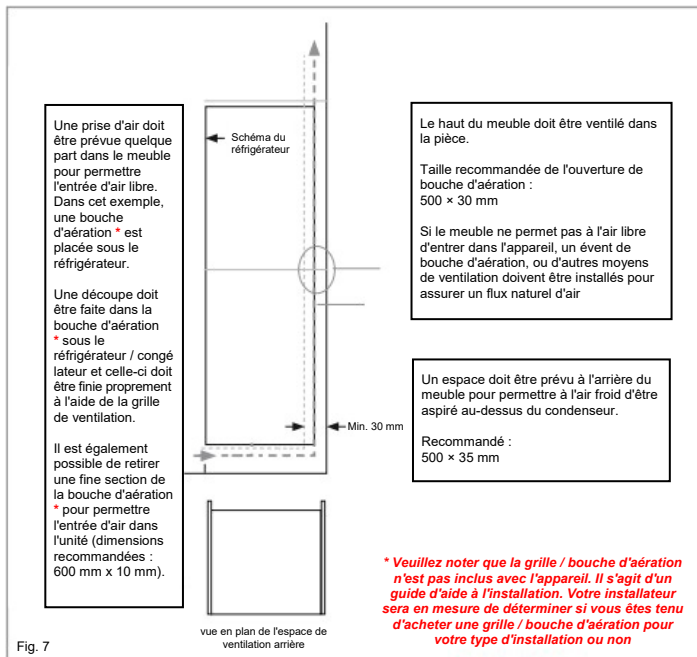 Une prise d'air doit
être prévue quelque
part dans le meuble
pour permettre
l'entrée d'air libre.
Dans cet exemple,
une bouche
d'aération * est
placée sous le
réfrigérateur.
Une découpe doit
être faite dans la
bouche d'aération
* sous le
réfrigérateur / congé
lateur et celle-ci doit
être finie proprement
à l'aide de la grille
de ventilation.
Il est également
possible de retirer
une fine section de
la bouche d'aération
* pour permettre
l'entrée d'air dans
l'unité (dimensions
recommandées :
600 mm x 10 mm).
Schéma du
réfrigérateur
Min. 30 mm
Le haut du meuble doit être ventilé dans
la pièce.
Taille recommandée de l'ouverture de
bouche d'aération :
500 × 30 mm
Si le meuble ne permet pas à l'air libre
d'entrer dans l'appareil, un évent de
bouche d'aération, ou d'autres moyens
de ventilation doivent être installés pour
assurer un flux naturel d'air
Un espace doit être prévu à l'arrière du
meuble pour permettre à l'air froid d'être
aspiré au-dessus du condenseur.
Recommandé :
500 × 35 mm
* Veuillez noter que la grille / bouche d'aération
n'est pas inclus avec l'appareil. Il s'agit d'un
guide d'aide à l'installation. Votre installateur
sera en mesure de déterminer si vous êtes tenu
d'acheter une grille / bouche d'aération pour
votre type d'installation ou non
vue en plan de l'espace de
ventilation arrière
Fig. 7